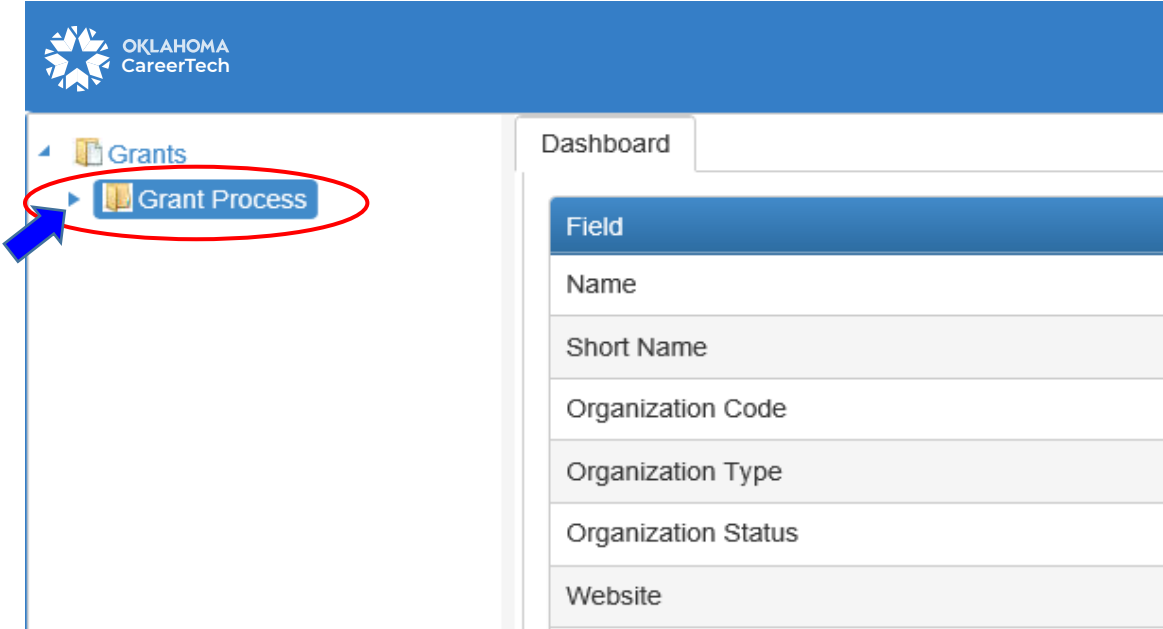 OKLAHOMA
CareerTech
Grants
Grant Process
Dashboard
Field
Name
Short Name
Organization Code
Organization Type
Organization Status
Website